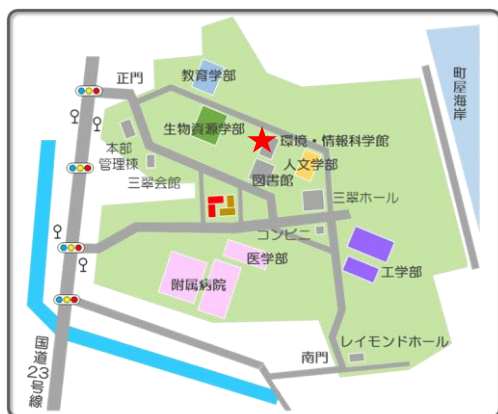 教育学部
正門
町屋海岸
生物資源学部
環境・情報科学館
本部
管理棟
人文学部
図書館
三翠会館
三翠ホール
コンビニ
医学部
工学部
附属病院
レイモンドホール
南門
国道23号線